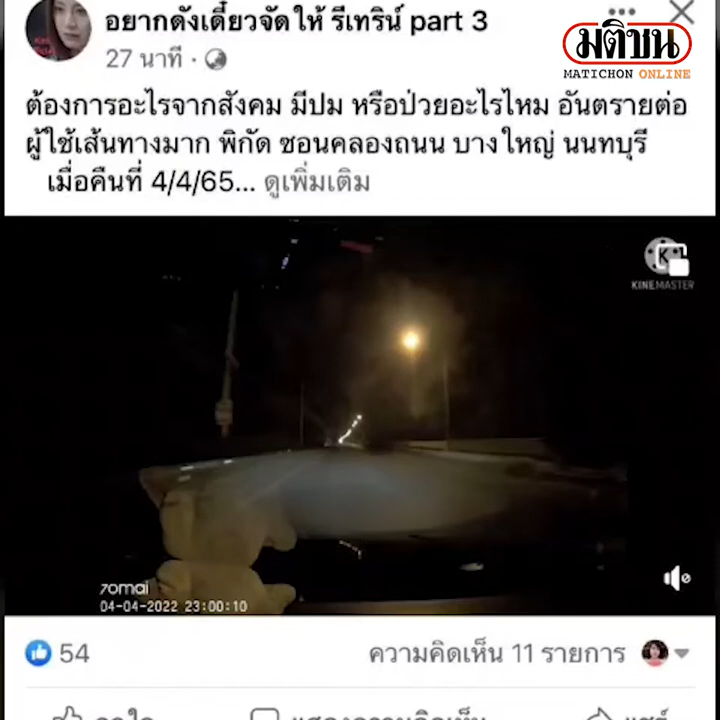 อยากดังเดี๋ยวจัดให้ รีเทริน์ part 3
27 นาที ·
มติชน
MATICHON ONLINE
ต้องการอะไรจากสังคม มีปม หรือป่วยอะไรไหม อันตรายต่อ
ผู้ใช้เส้นทางมาก พิกัด ซอนคลองถนน บางใหญ่ นนทบุรี
เมื่อคืนที่ 4/4/65... ดูเพิ่มเติม
KINEMASTER
70mai
04-04-2022 23:00:10
54
ความคิดเห็น 11 รายการ